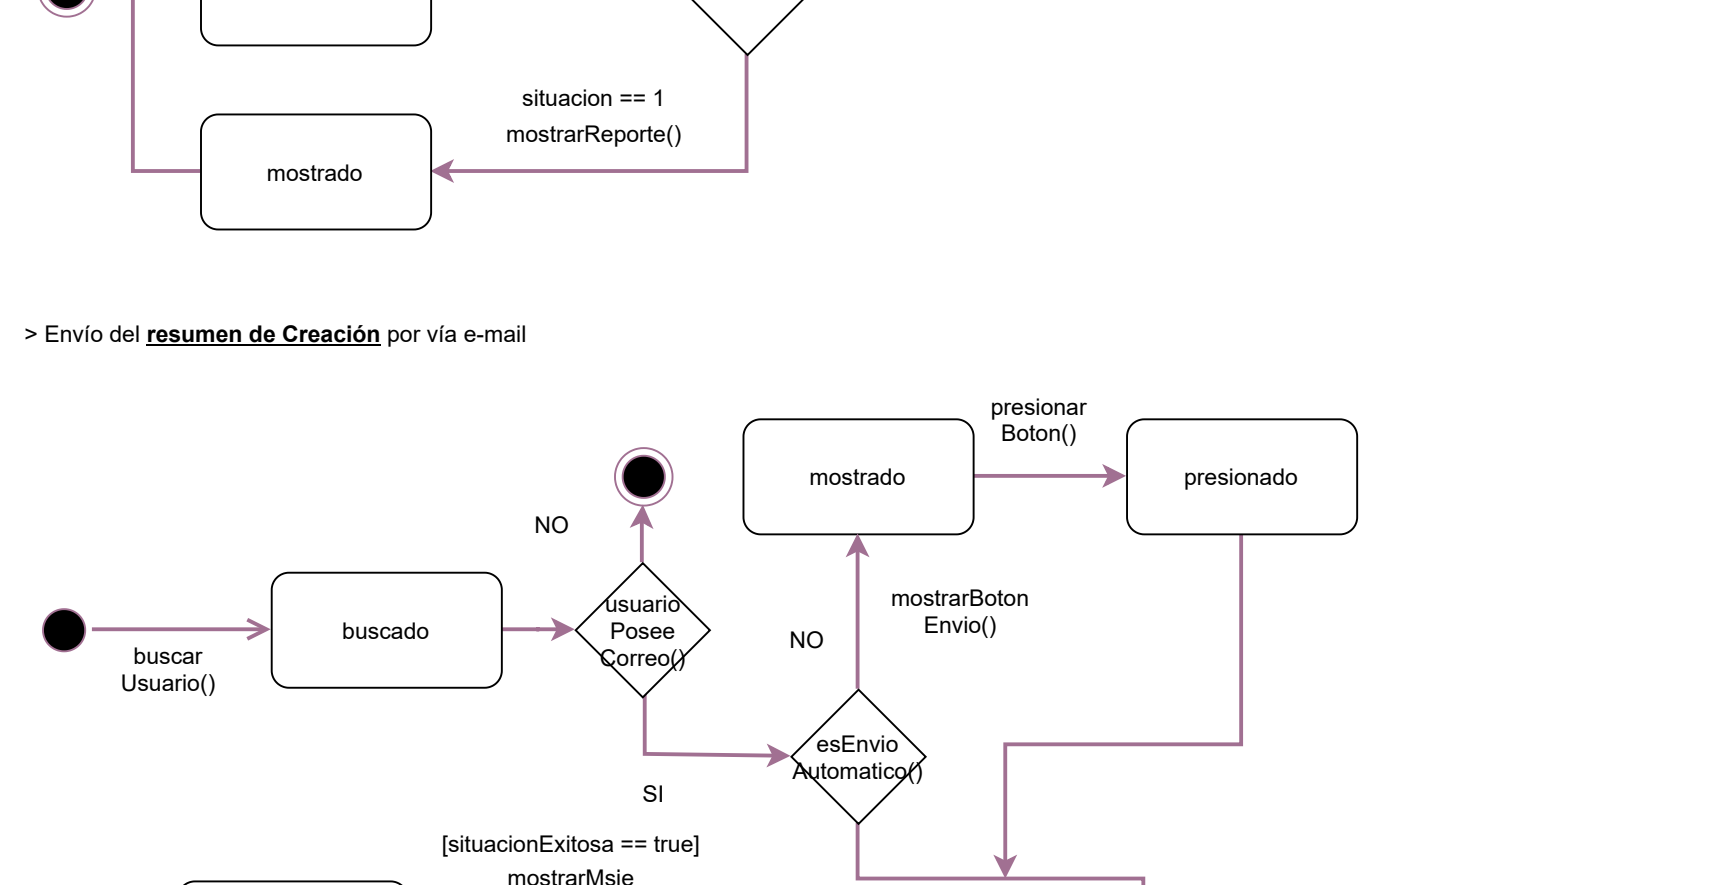 situacion == 1
mostrarReporte()
mostrado
> Envío del resumen de Creación por vía e-mail
presionar
Boton()
mostrado
presionado
NO
mostrarBoton
Envio()
usuario
Posee
Correo()
buscado
NO
buscar
Usuario()
esEnvio
Automatico()
SI
[situacionExitosa == true]
mostrarMsje